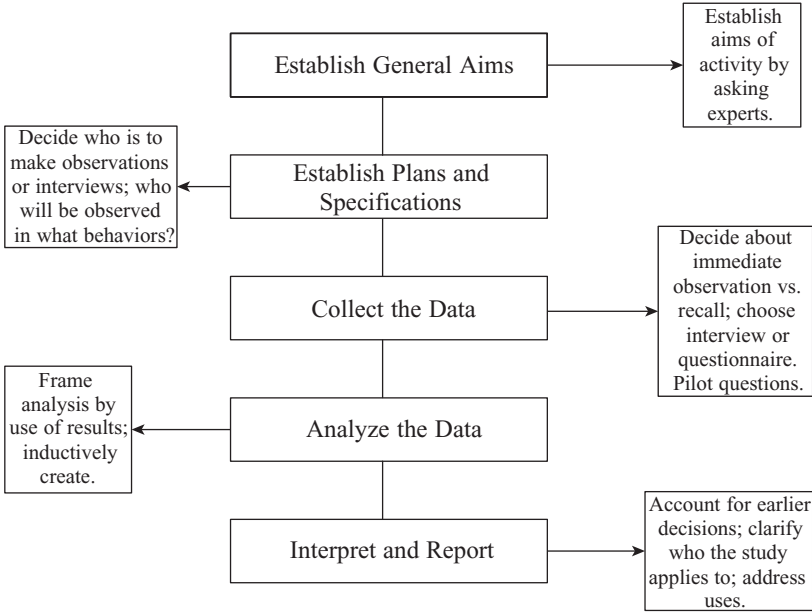 Establish General Aims
Establish
aims of
activity by
asking
experts.
Decide who is to
make observations
or interviews; who
will be observed
in what behaviors?
Establish Plans and
Specifications
Collect the Data
Decide about
immediate
observation vs.
recall; choose
interview or
questionnaire.
Pilot questions.
Frame
analysis by
use of results;
inductively
create.
Analyze the Data
Interpret and Report
Account for earlier
decisions; clarify
who the study
applies to; address
uses.